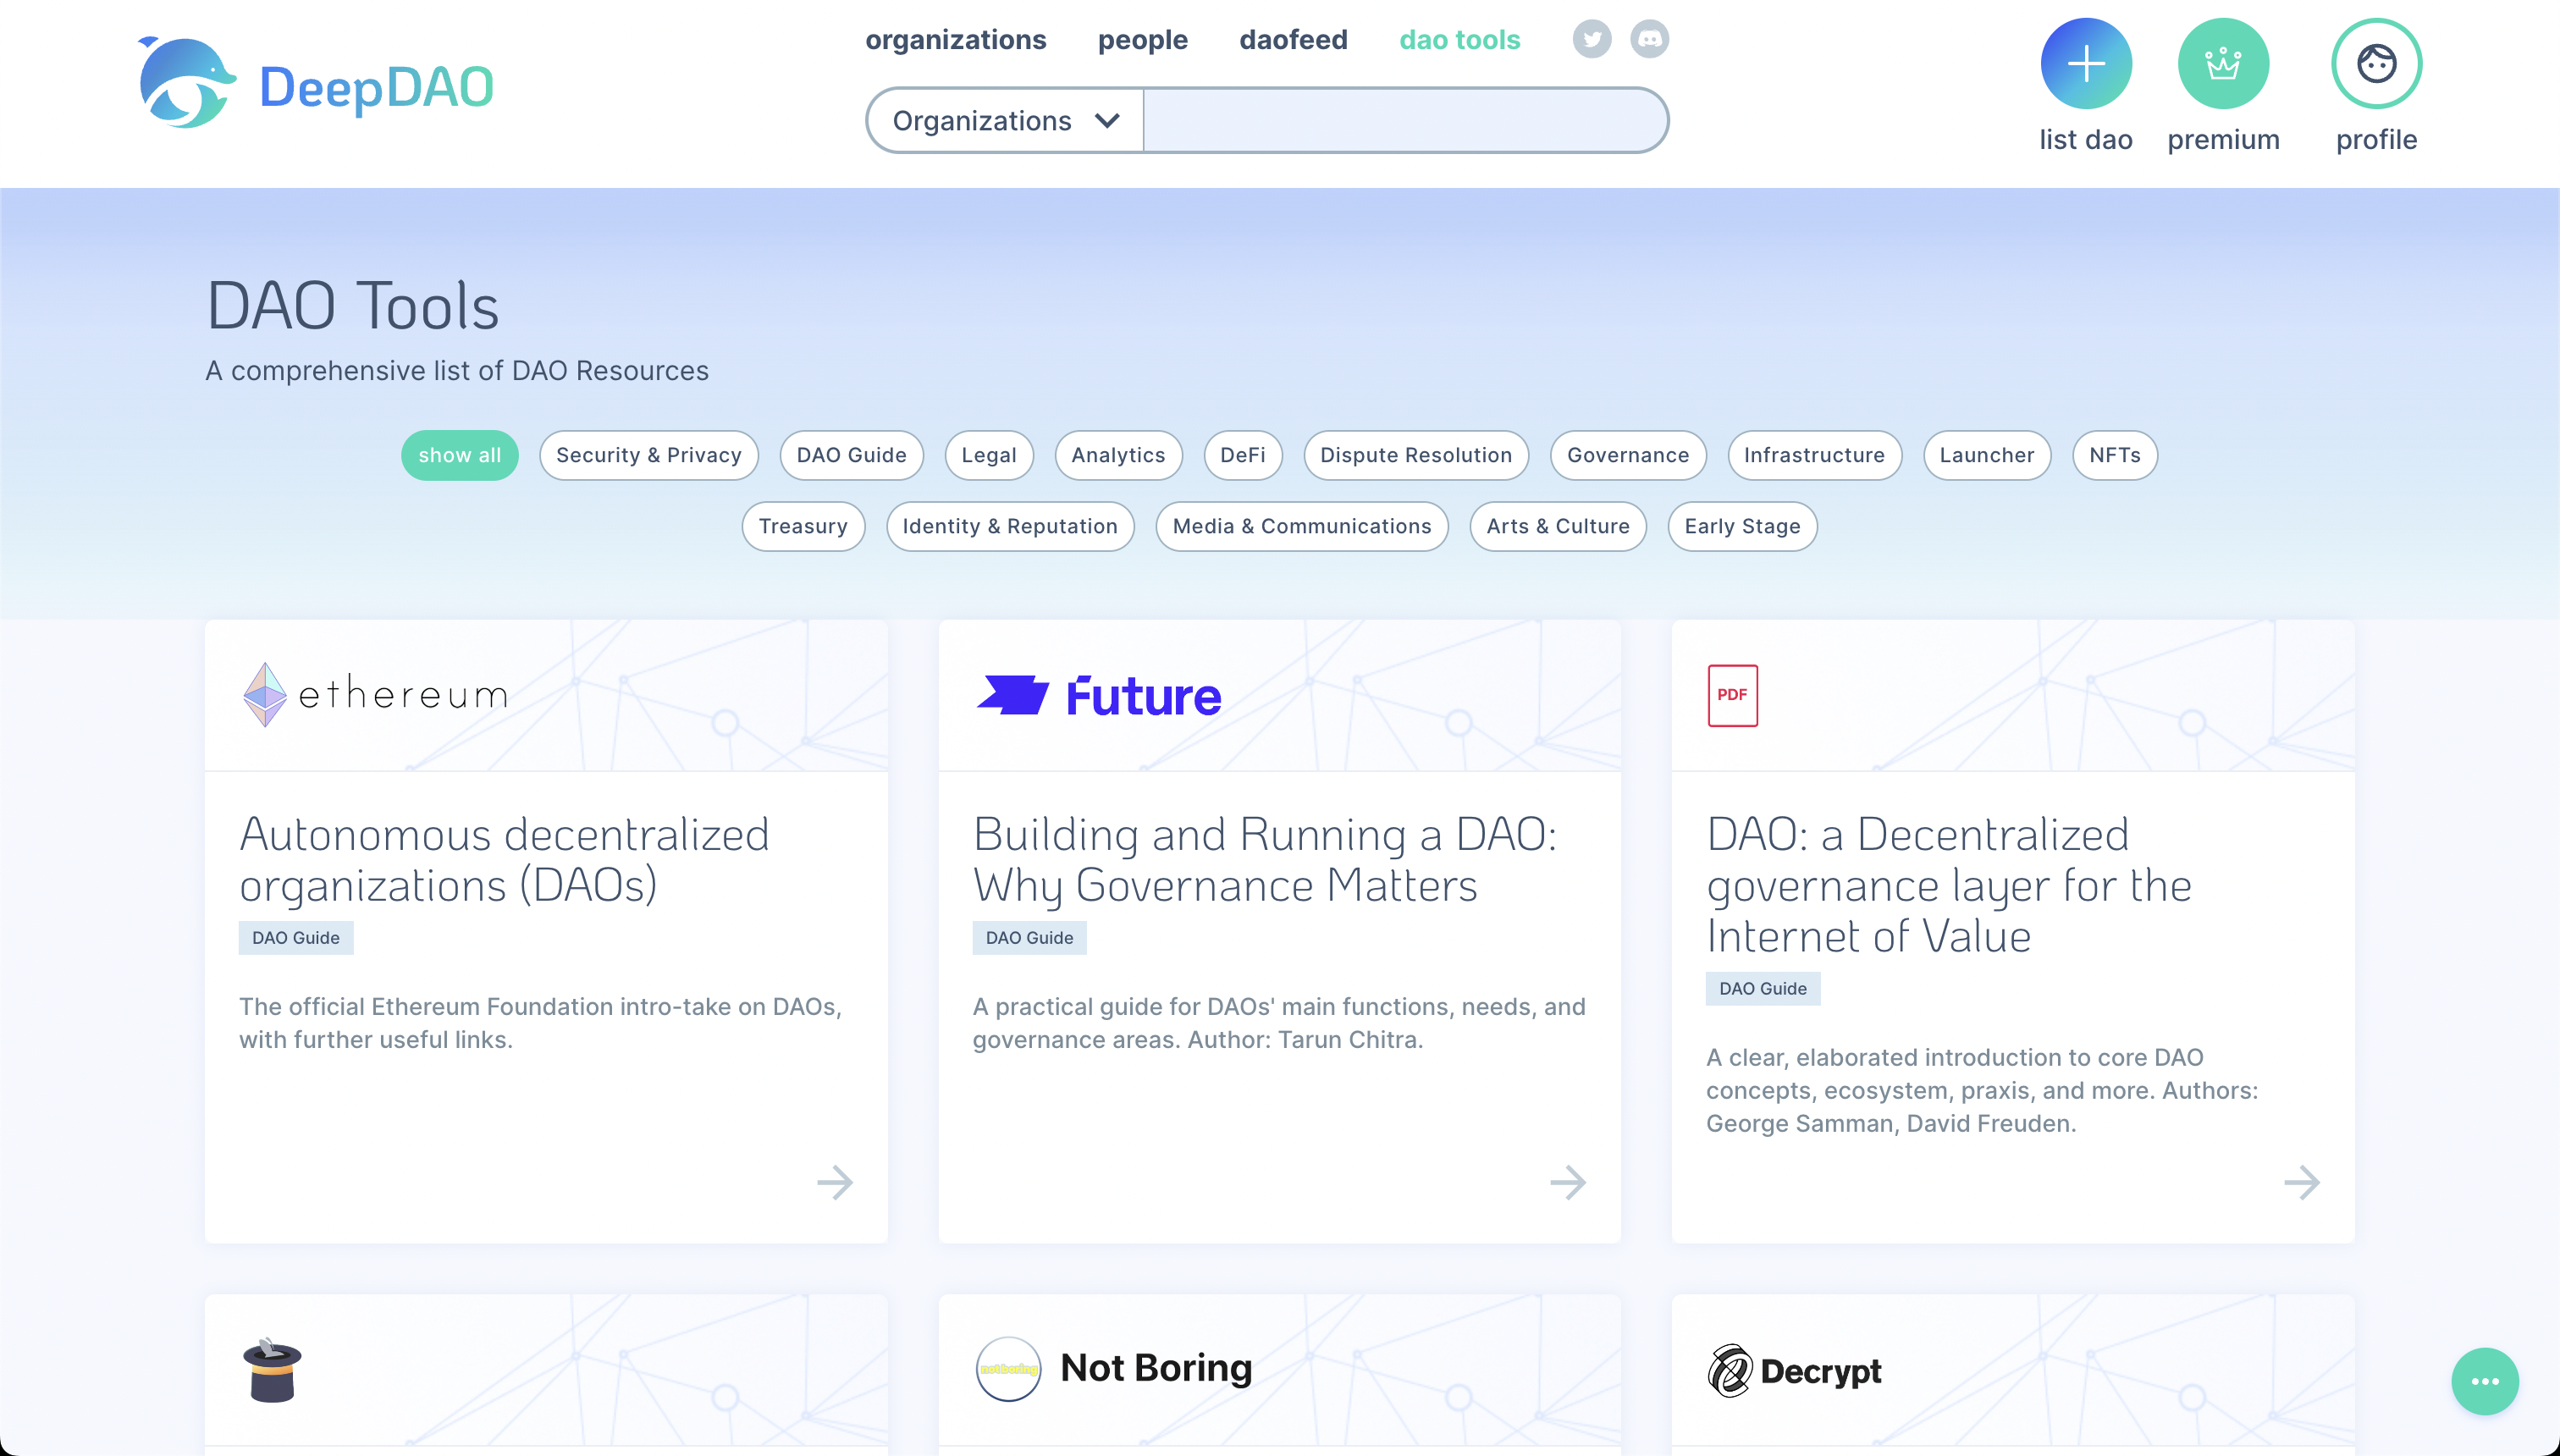 DeepDAO
organizations people daofeed dao tools
Organizations
list dao premium profile
DAO Tools
A comprehensive list of DAO Resources
show all Security & Privacy DAO Guide Legal Analytics DeFi Dispute Resolution Governance Infrastructure Launcher NFTs
Treasury Identity & Reputation Media & Communications Arts & Culture Early Stage
ethereum
Autonomous decentralized
organizations (DAOs)
DAO Guide
The official Ethereum Foundation intro-take on DAOs,
with further useful links.
Future
Building and Running a DAO:
Why Governance Matters
DAO Guide
A practical guide for DAOs' main functions, needs, and
governance areas. Author: Tarun Chitra.
PDF
DAO: a Decentralized
governance layer for the
Internet of Value
DAO Guide
A clear, elaborated introduction to core DAO
concepts, ecosystem, praxis, and more. Authors:
George Samman, David Freuden.
not boring
Not Boring
Decrypt